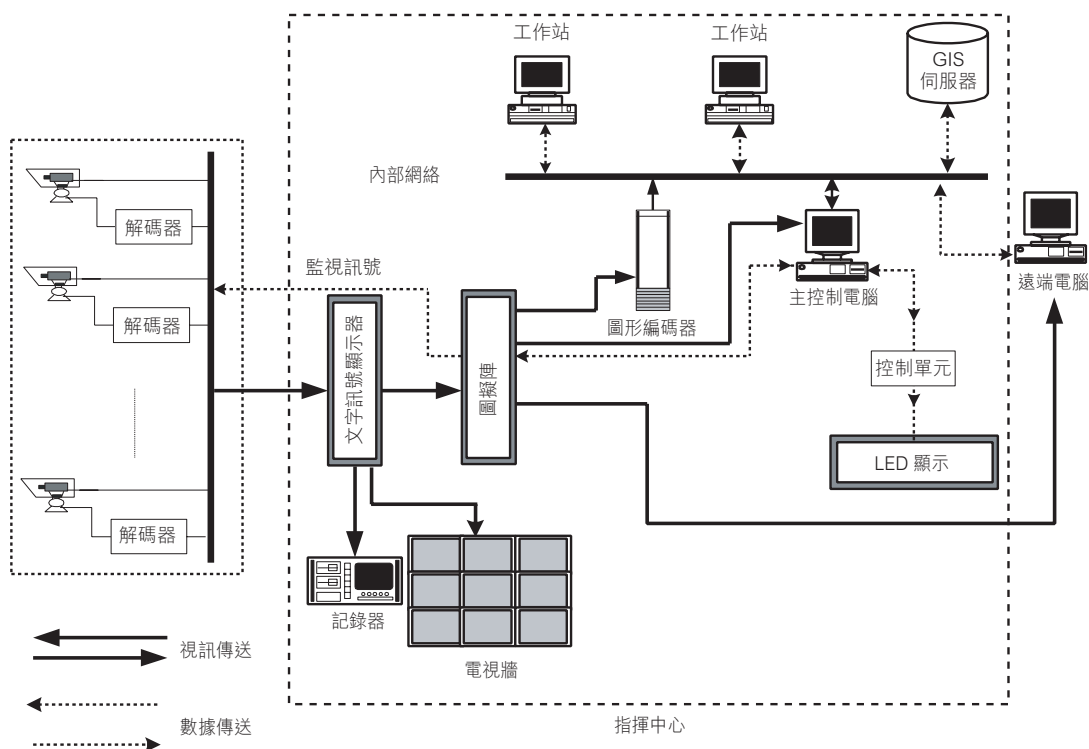 工作站
工作站
GIS
伺服器
內部網絡
解碼器
監視訊號
解碼器
圖形編码器
主控制電腦
遠端電腦
文字訊號顯示器
圖擬陣
控制單元
LED 顯示
解碼器
記錄器
電視牆
視訊傳送
數據傳送
指揮中心